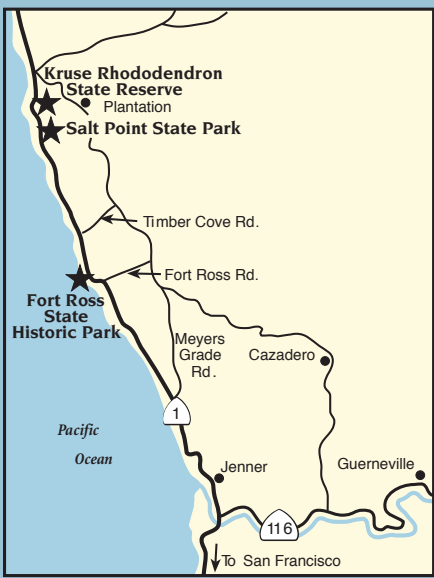 Kruse Rhododendron
State Reserve
Plantation
Salt Point State Park
Timber Cove Rd.
Fort Ross Rd.
Fort Ross
State
Historic Park
Meyers
Grade
Rd.
Cazadero
1
Pacific
Ocean
Jenner
Guerneville
116
To San Francisco